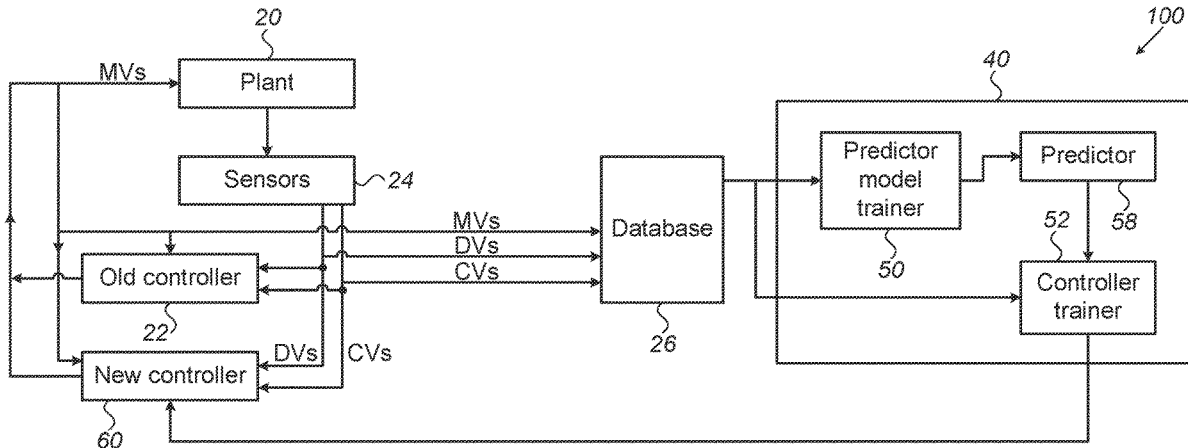 20
100
MVs
Plant
40
Sensors
24
Predictor
model
trainer
50
Predictor
58
52
MVs
DVs
CVs
Database
26
Old controller
22
Controller
trainer
DVs
CVs
New controller
60